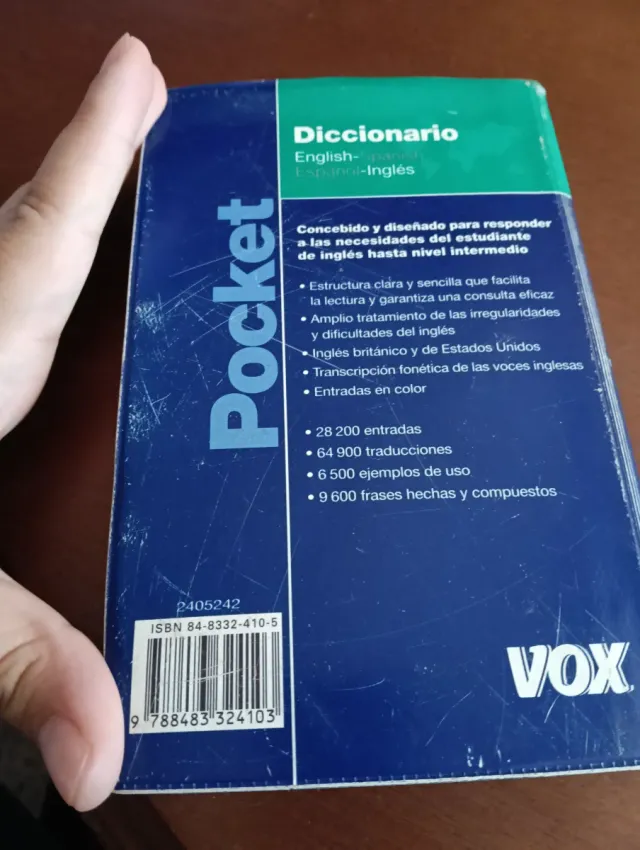 Diccionario
English-Spanish
Español-Inglés
Pocket
Concebido y diseñado para responder
a las necesidades del estudiante
de inglés hasta nivel intermedio
• Estructura clara y sencilla que facilita
la lectura y garantiza una consulta eficaz
• Amplio tratamiento de las irregularidades
y dificultades del inglés
• Inglés británico y de Estados Unidos
• Transcripción fonética de las voces inglesas
• Entradas en color
• 28 200 entradas
• 64 900 traducciones
• 6 500 ejemplos de uso
• 9 600 frases hechas y compuestos
2405242
ISBN 84-8332-410-5
9 788483 324103
VOX